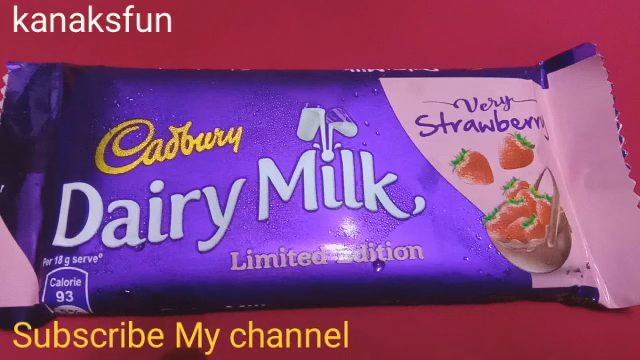 kanaksfun
Very
Strawberry
Cadbury
Dairy Milk
Limited Edition
Per 18 g serve*
Calorie
93
Subscribe My channel